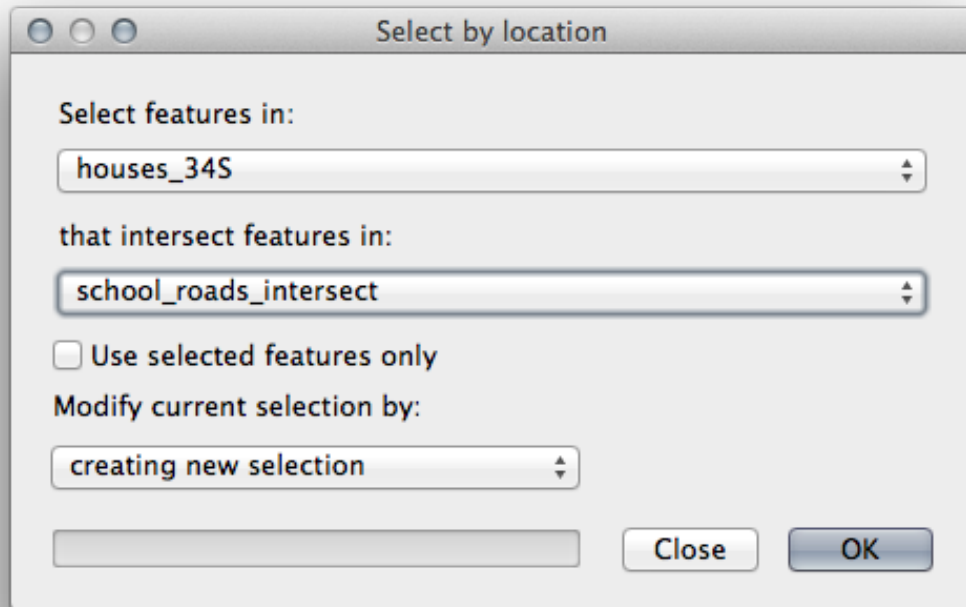 Select by location
Select features in:
houses_34S
that intersect features in:
school_roads_intersect
Use selected features only
Modify current selection by:
creating new selection
Close OK